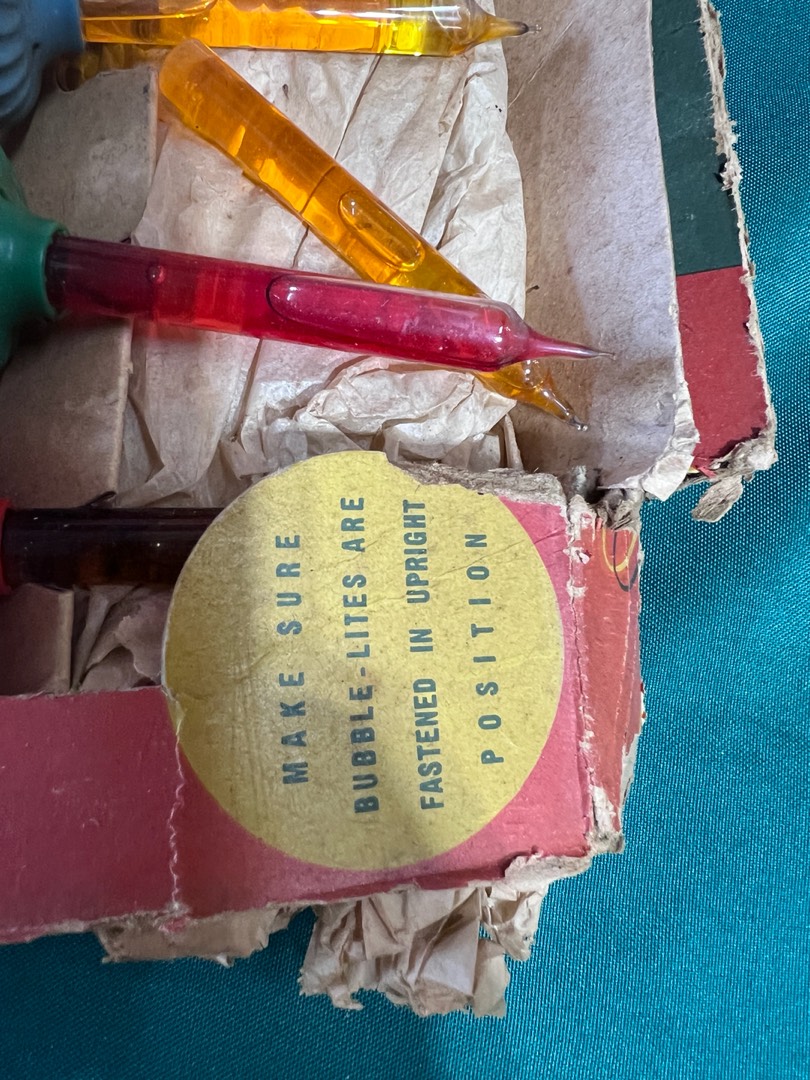 MAKE SURE
BUBBLE-LITES ARE
FASTENED IN UPRIGHT
POSITION